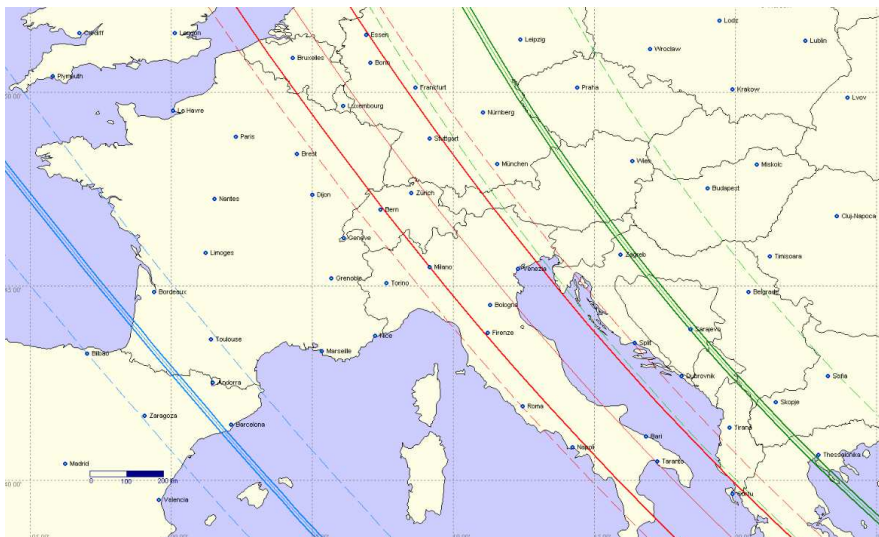 Cardiff
London
Essen
Leipzig
Wroclaw
Lodz
Lublin
Plymouth
Bruxelles
Bonn
Frankfurt
Praha
Krakow
Lvov
Le Havre
Luxembourg
Nürnberg
Paris
Stuttgart
Brest
München
Wien
Miskolc
Nantes
Dijon
Zürich
Budapest
Bern
Cluj-Napoca
Limoges
Genève
Zagreb
Timisoara
Grenoble
Milano
Venezia
Torino
Bordeaux
Belgrade
Bologna
Toulouse
Nice
Firenze
Sarajevo
Bilbao
Marseille
Split
Andorra
Dubrovnik
Sofia
Zaragoza
Barcelona
Roma
Skopje
Napoli
Bari
Tirana
Madrid
Taranto
Thessalonika
0
100
200 km
Valencia
Corfu